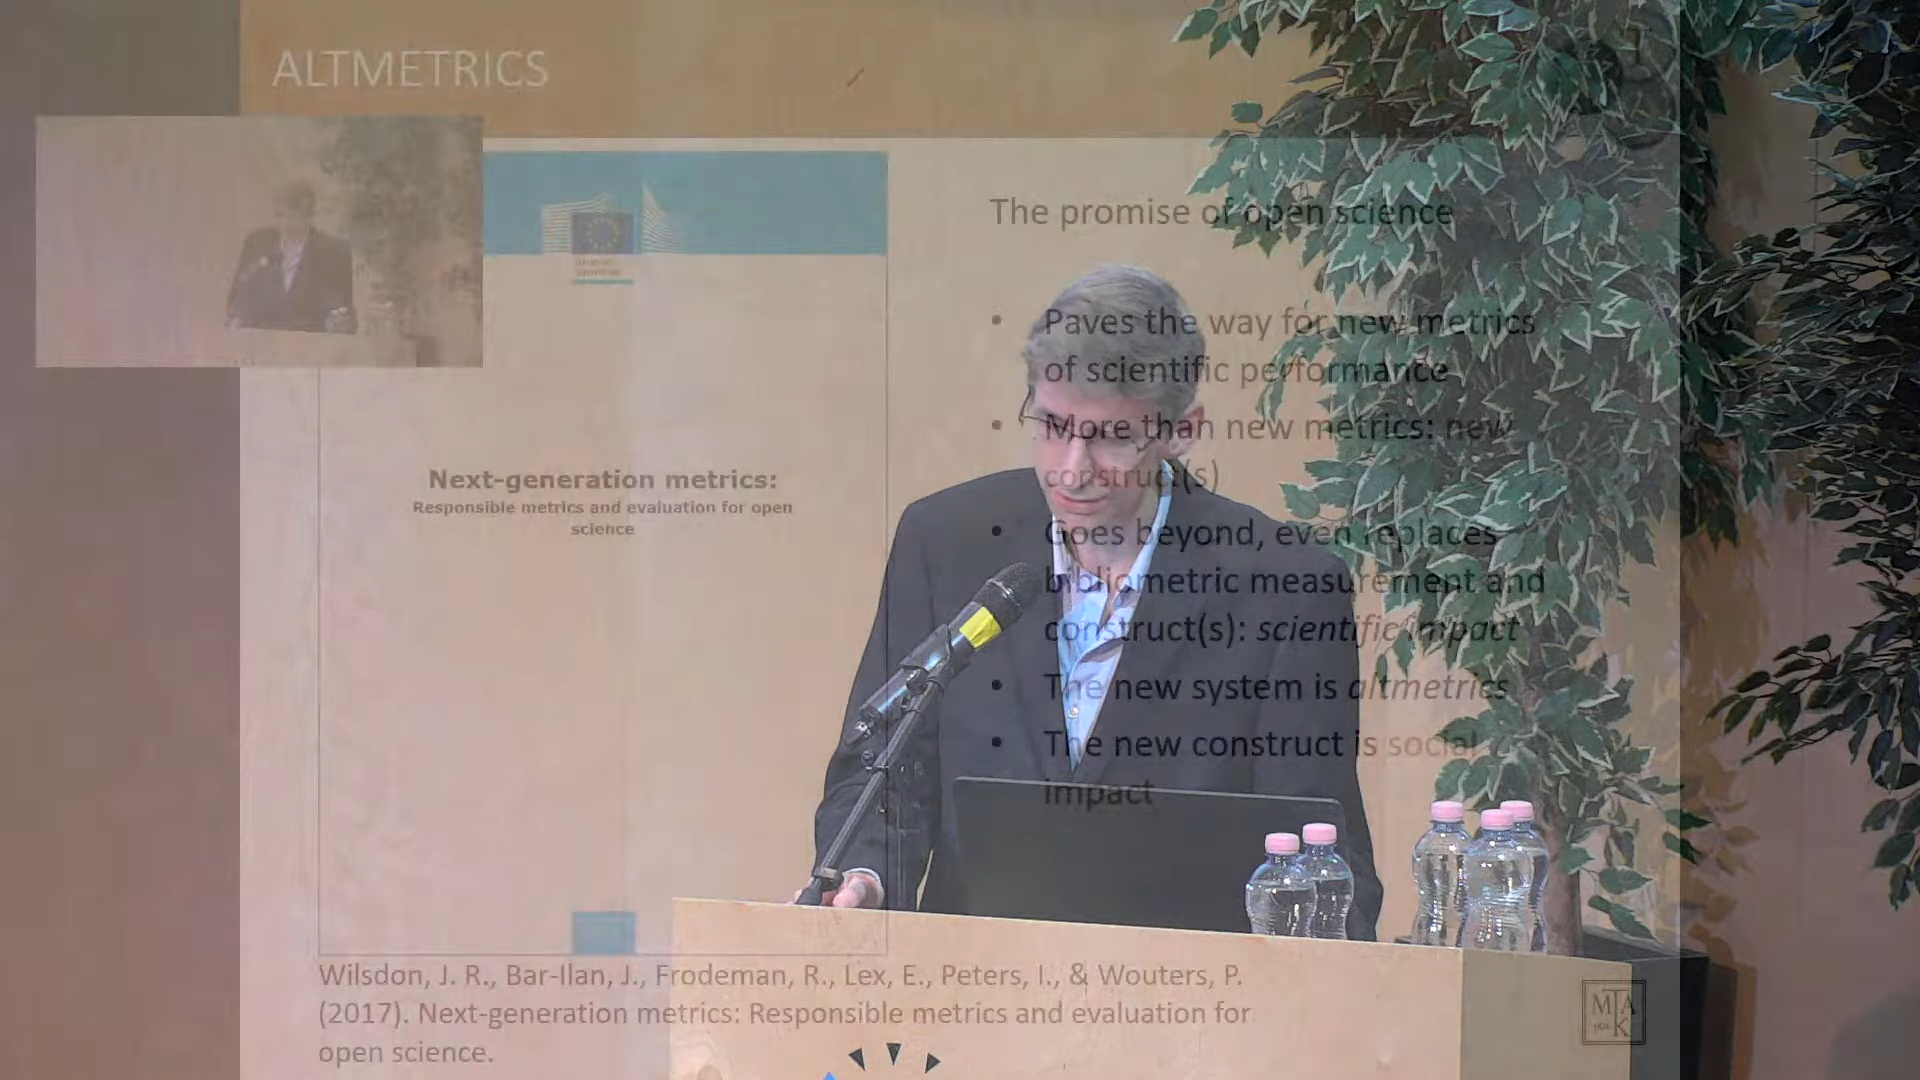 ALTMETRICS
The promise of open science
• Paves the way for new metrics
of scientific performance
• More than new metrics: new
construct(s)
• Goes beyond, even replaces
bibliometric measurement and
construct(s): scientific impact
• The new system is altmetrics
• The new construct is social
impact
Next-generation metrics:
Responsible metrics and evaluation for open
science
Wilsdon, J. R., Bar-Ilan, J., Frodeman, R., Lex, E., Peters, I., & Wouters, P.
(2017). Next-generation metrics: Responsible metrics and evaluation for
open science.
MTA
K